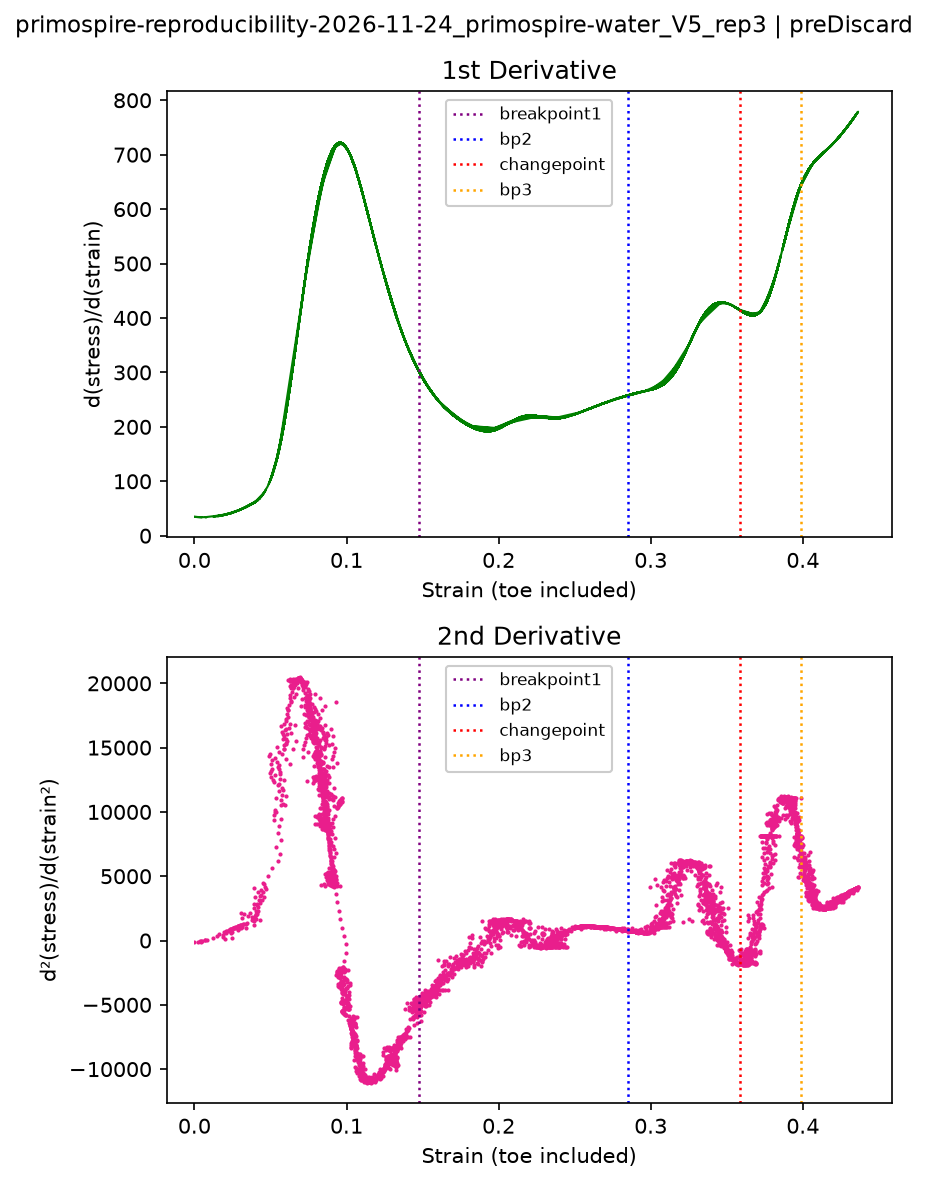 primospire-reproducibility-2026-11-24_primospire-water_V5_rep3 | preDiscard
1st Derivative
800
700
600
500
400
300
200
100
0
d(stress)/d(strain)
breakpoint1
bp2
changepoint
bp3
0.0 0.1 0.2 0.3 0.4
Strain (toe included)
2nd Derivative
20000
15000
10000
5000
0
−5000
−10000
d²(stress)/d(strain²)
breakpoint1
bp2
changepoint
bp3
0.0 0.1 0.2 0.3 0.4
Strain (toe included)